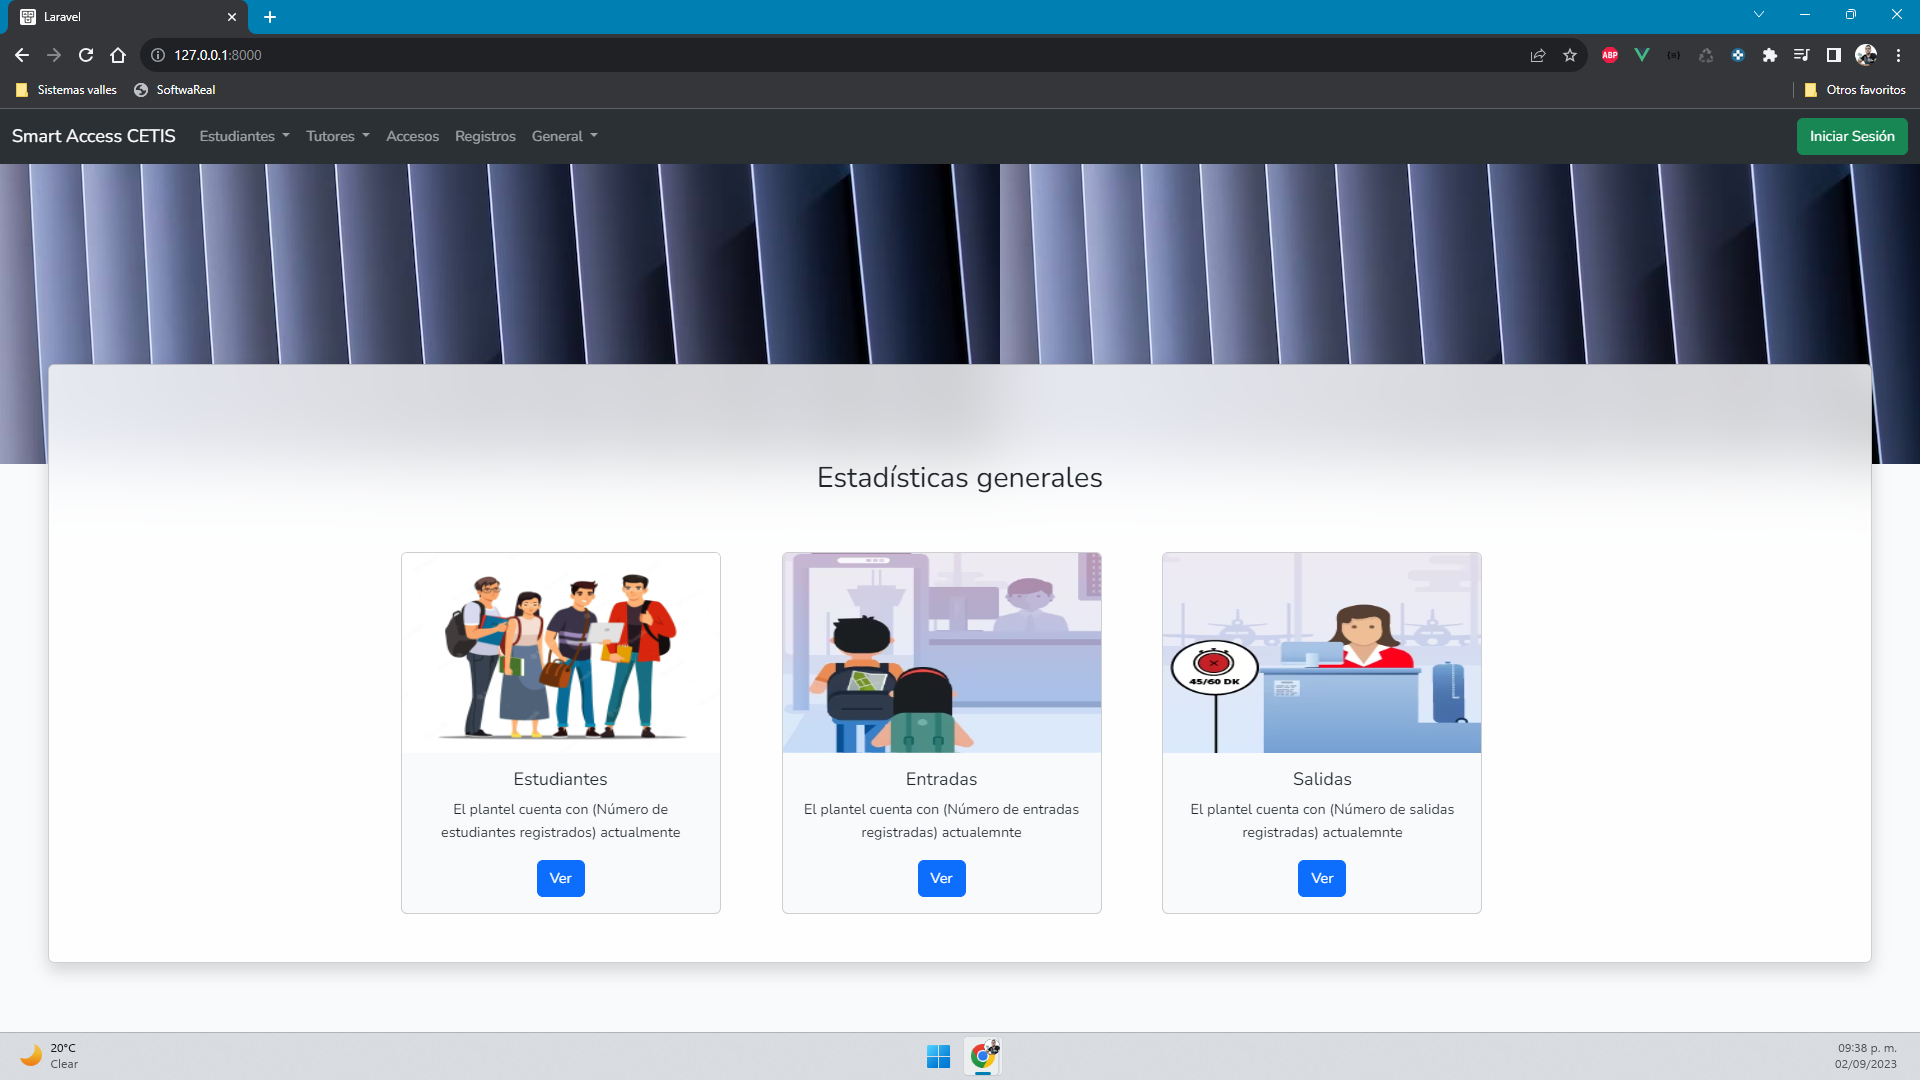 Laravel
127.0.0.1:8000
ABP
Sistemas valles
SoftwaReal
Otros favoritos
Smart Access CETIS
Estudiantes
Tutores
Accesos
Registros
General
Iniciar Sesión
Estadísticas generales
45/60 DK
Estudiantes
El plantel cuenta con (Número de
estudiantes registrados) actualmente
Ver
Entradas
El plantel cuenta con (Número de entradas
registradas) actualemnte
Ver
Salidas
El plantel cuenta con (Número de salidas
registradas) actualemnte
Ver
20°C
Clear
09:38 p. m.
02/09/2023